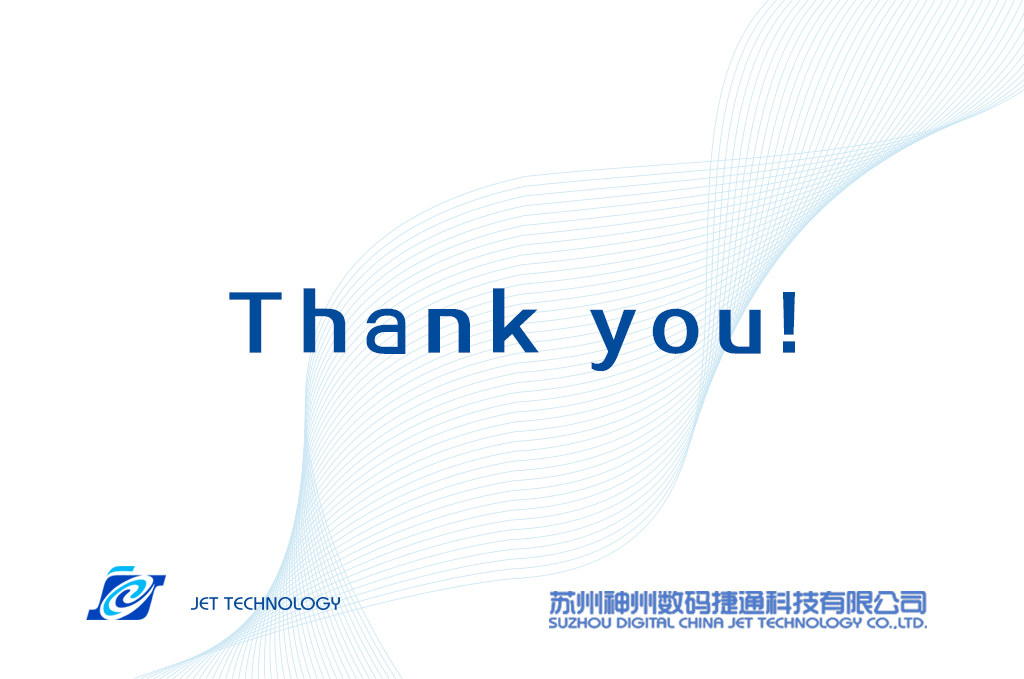 Thank you!
JET TECHNOLOGY
苏州神州数码捷通科技有限公司
SUZHOU DIGITAL CHINA JET TECHNOLOGY CO.,LTD.